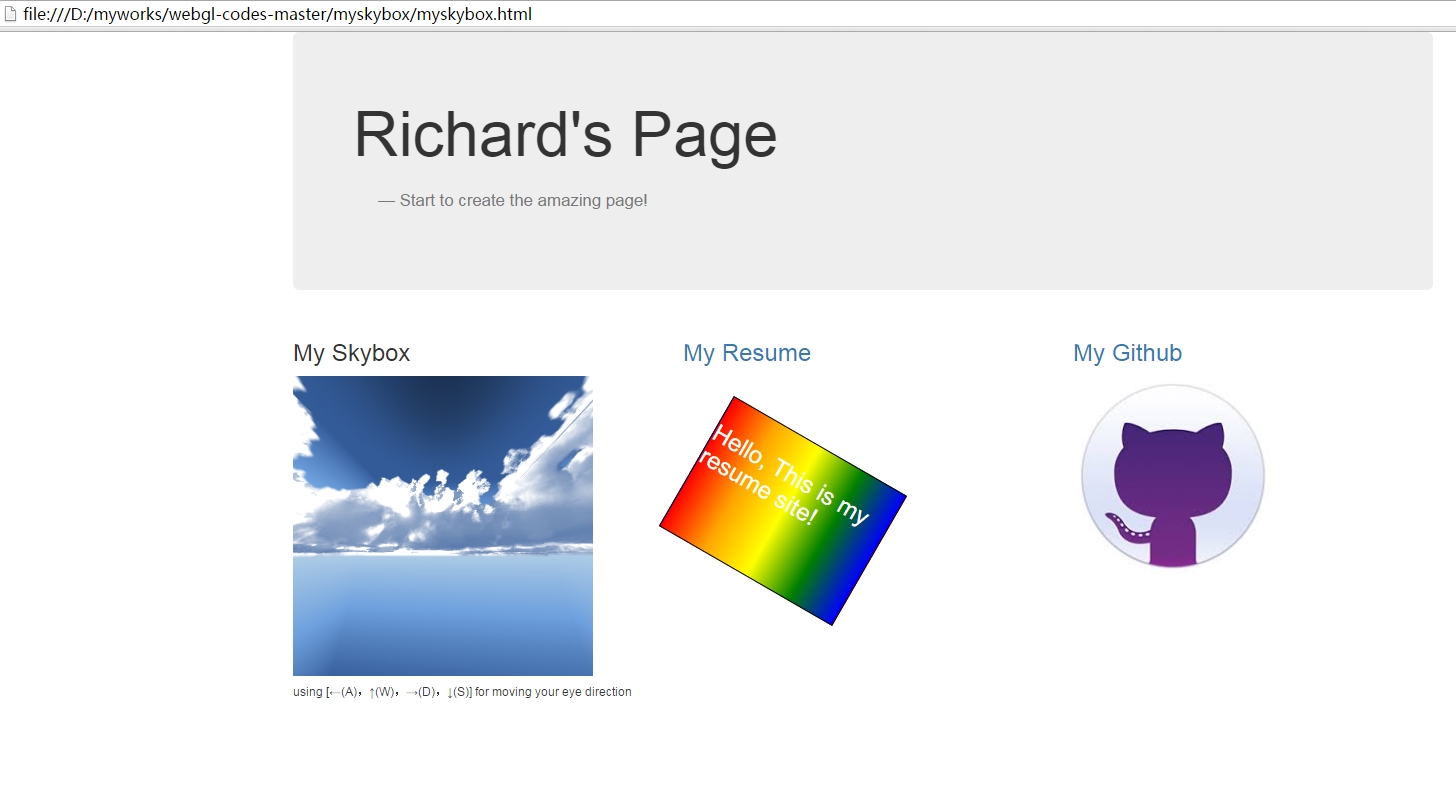 file:///D:/myworks/webgl-codes-master/myskybox/myskybox.html
Richard's Page
— Start to create the amazing page!
My Skybox
My Resume
My Github
Hello, This is my
resume site!
using [←(A)，↑(W)，→(D)，↓(S)] for moving your eye direction